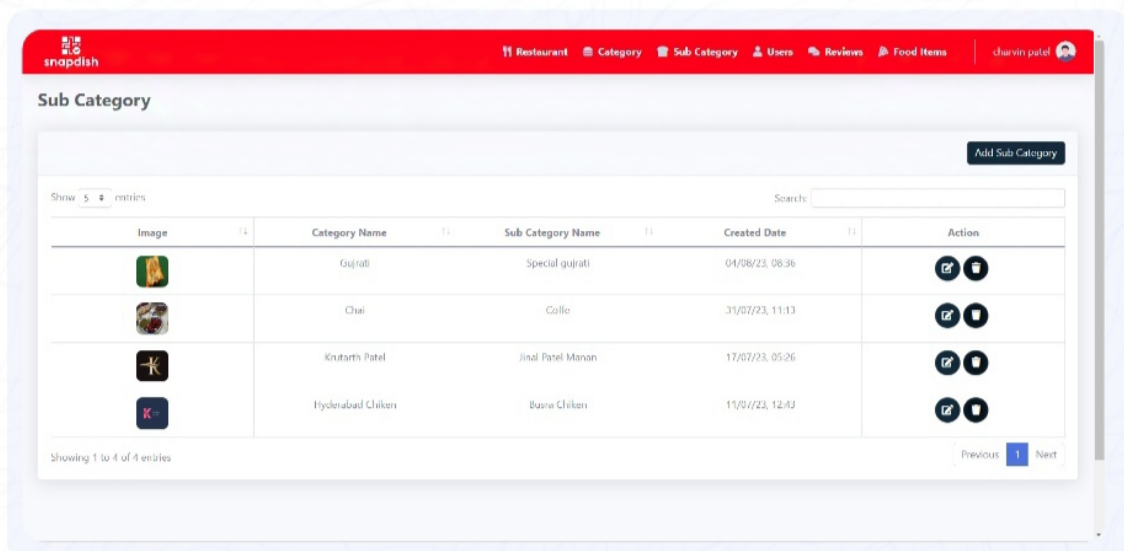 snapdish
Restaurant Category Sub Category Users Reviews Food Items charvin patel
Sub Category
Add Sub Category
Show 5 entries Search:
Image Category Name Sub Category Name Created Date Action
Gujrati Special gujrati 04/08/23, 08:36
Chai Coffe 31/07/23, 11:13
Krutarth Patel Jinal Patel Manan 17/07/23, 05:26
Hyderabad Chiken Chiken 11/07/23, 12:43
Showing 1 to 4 of 4 entries Previous 1 Next